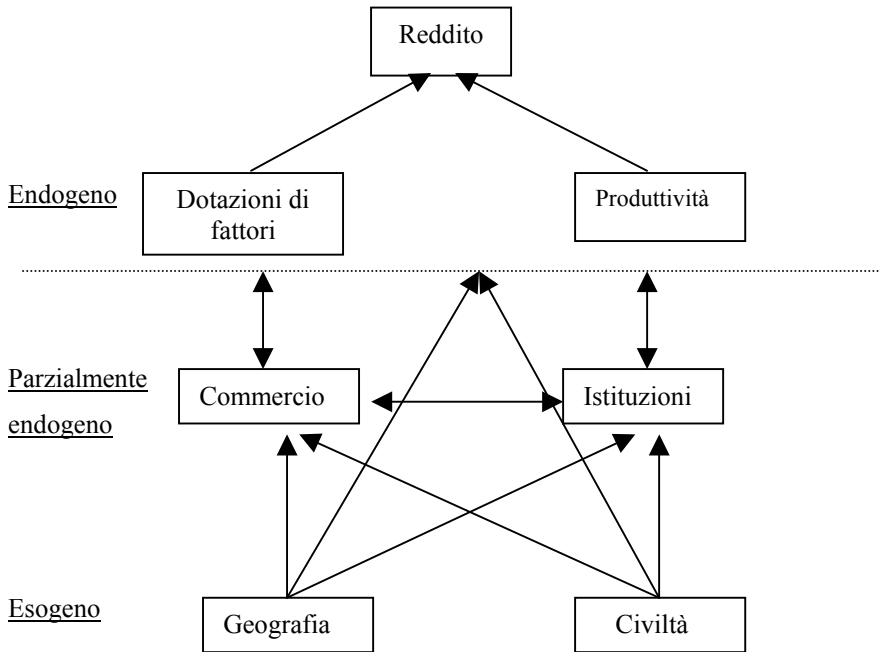 Reddito
Endogeno
Dotazioni di
fattori
Produttività
Parzialmente
endogeno
Commercio
Istituzioni
Esogeno
Geografia
Civiltà